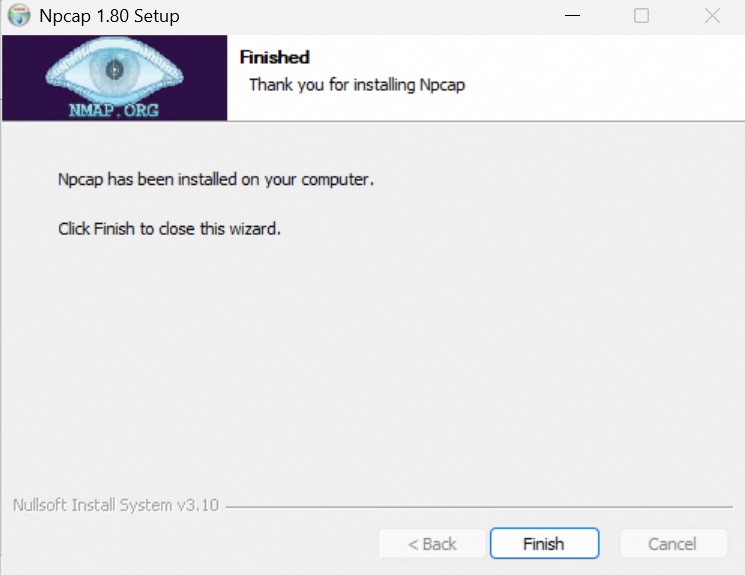 Npcap 1.80 Setup
NMAP.ORG
Finished
Thank you for installing Npcap
Npcap has been installed on your computer.
Click Finish to close this wizard.
Nullsoft Install System v3.10
< Back
Finish
Cancel